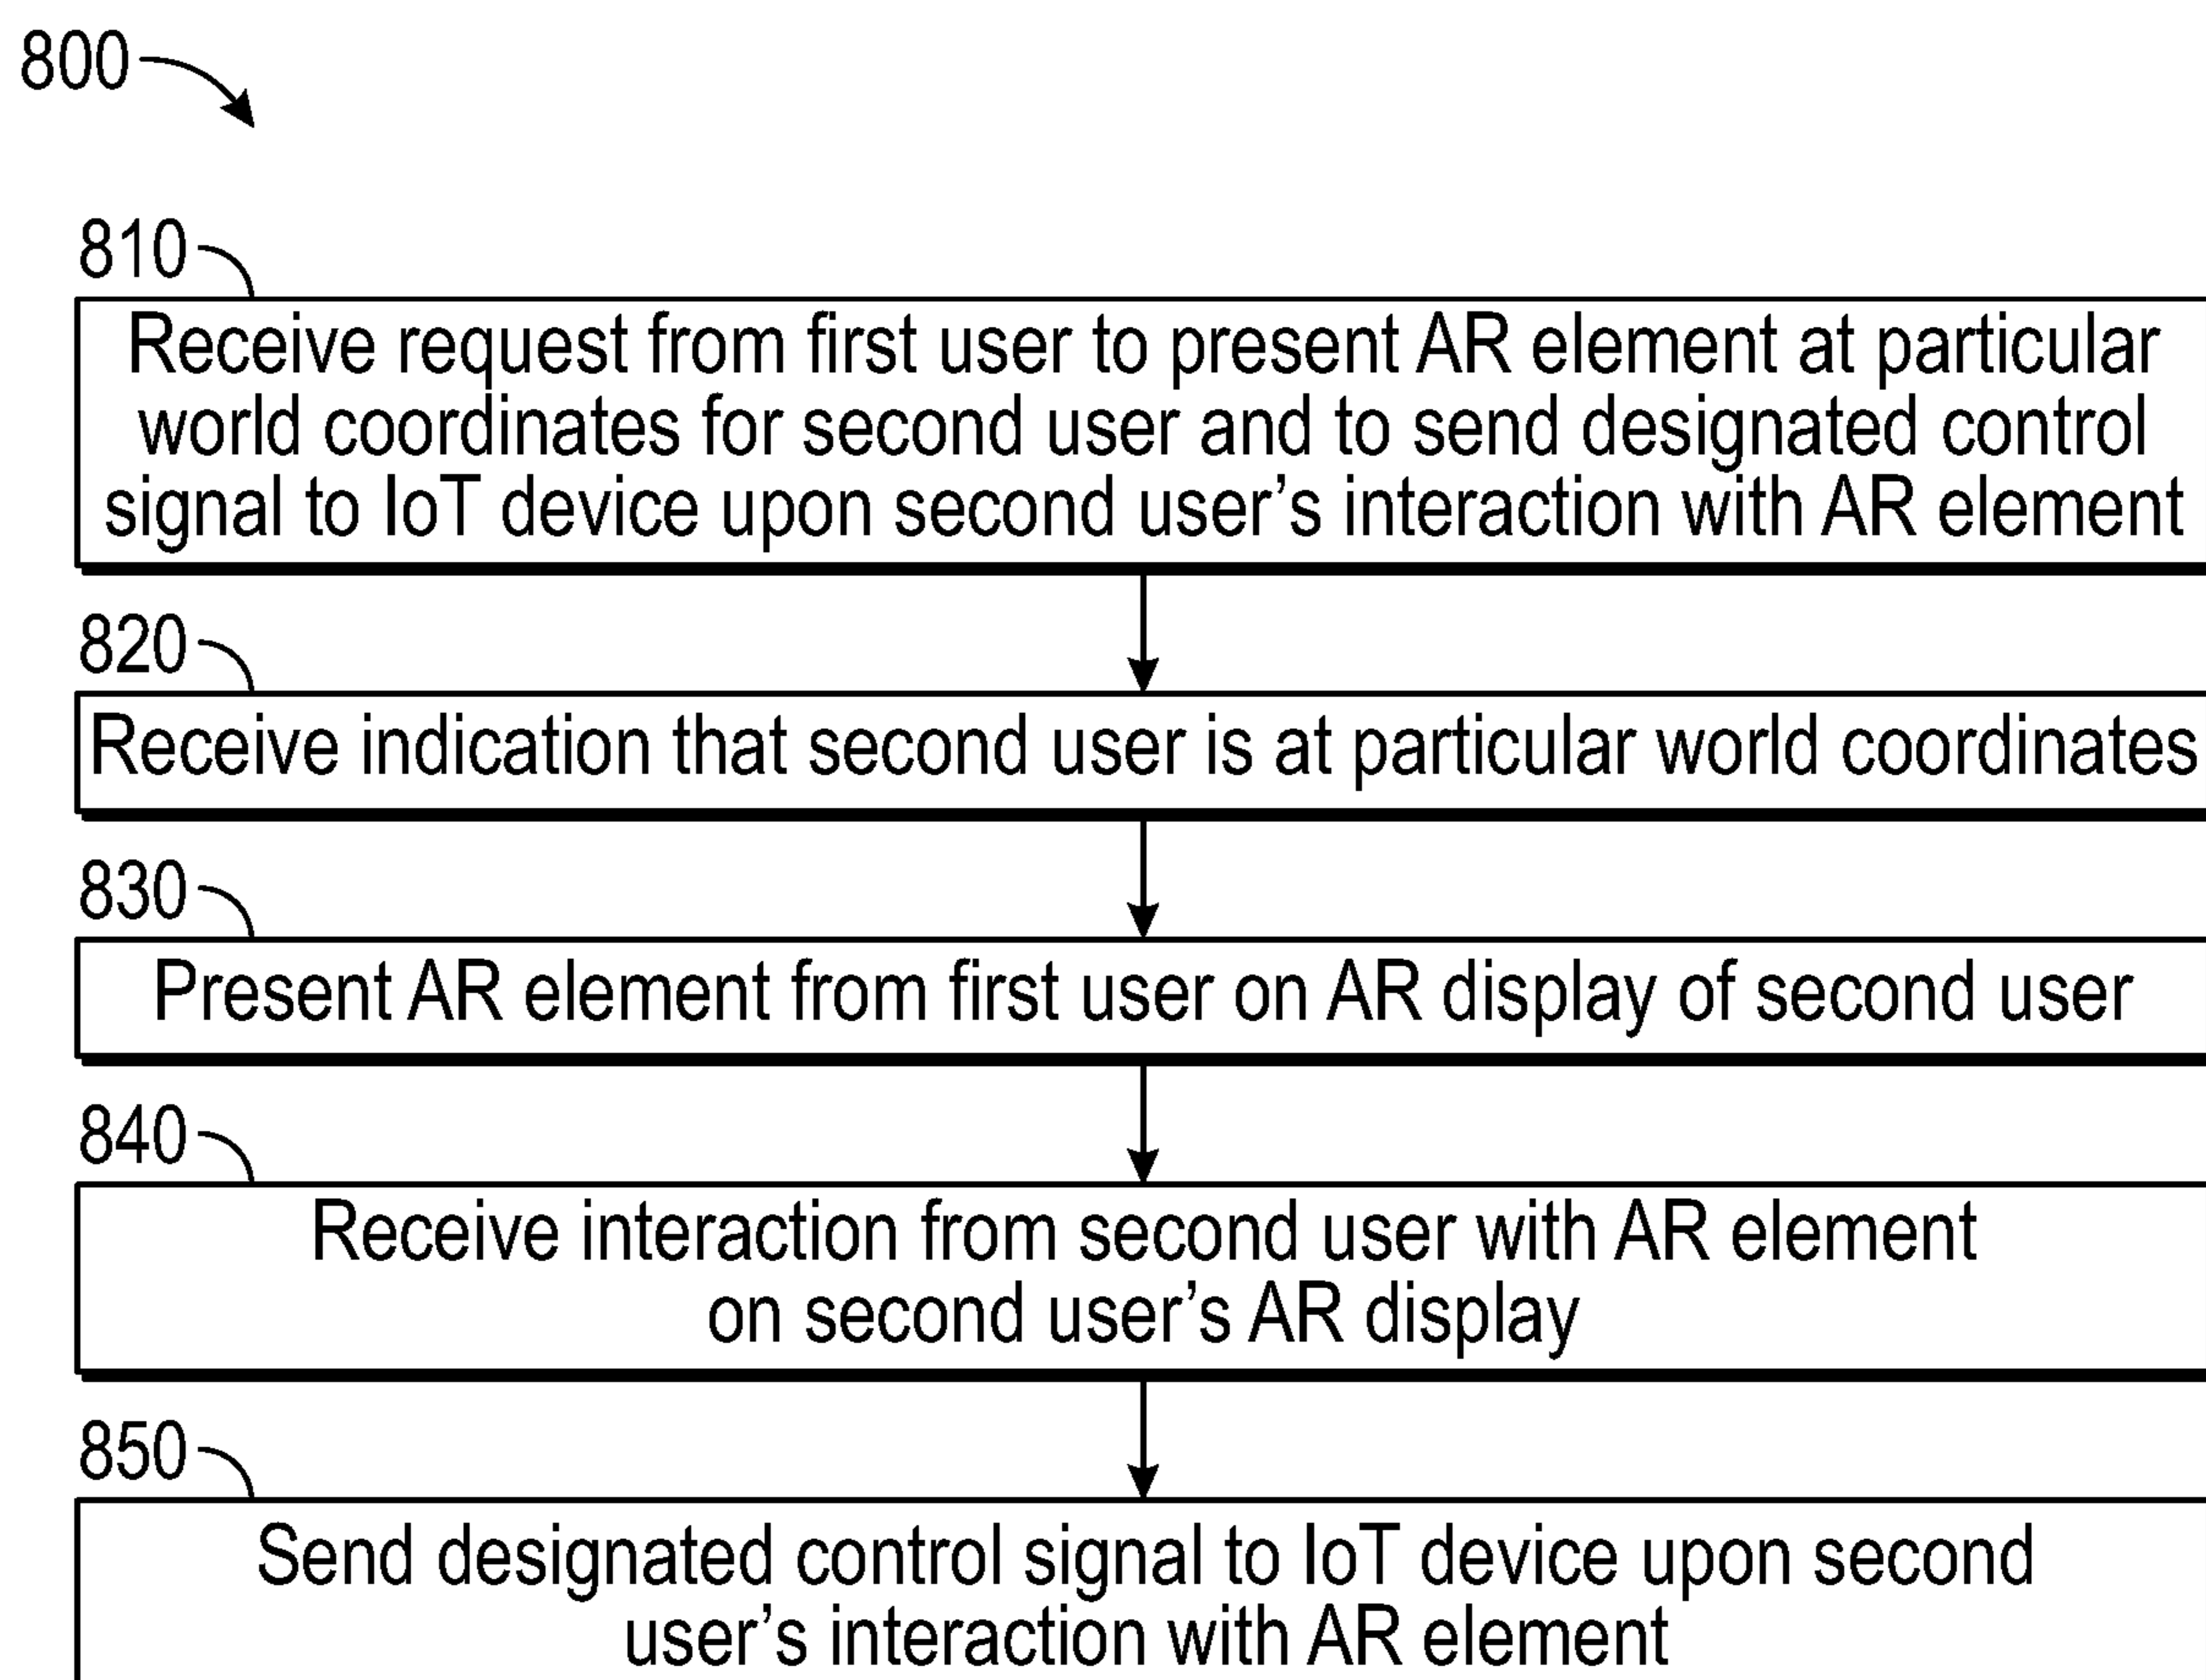 800
810
Receive request from first user to present AR element at particular
world coordinates for second user and to send designated control
signal to IoT device upon second user’s interaction with AR element
820
Receive indication that second user is at particular world coordinates
830
Present AR element from first user on AR display of second user
840
Receive interaction from second user with AR element
on second user’s AR display
850
Send designated control signal to IoT device upon second
user’s interaction with AR element